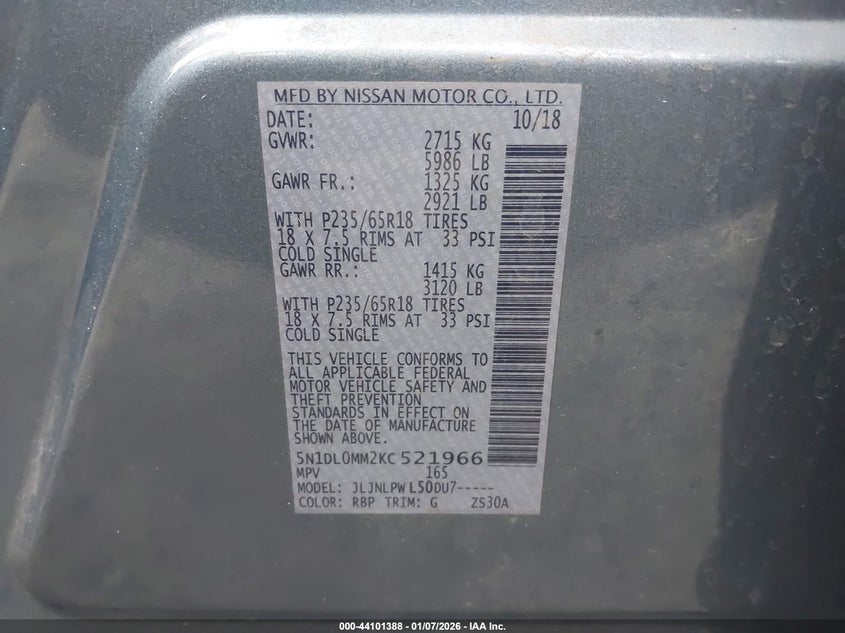 MFD BY NISSAN MOTOR CO., LTD.
DATE: 10/18
GVWR: 2715 KG
5986 LB
GAWR FR.: 1325 KG
2921 LB
WITH P235/65R18 TIRES
18 X 7.5 RIMS AT 33 PSI
COLD SINGLE
GAWR RR.: 1415 KG
3120 LB
WITH P235/65R18 TIRES
18 X 7.5 RIMS AT 33 PSI
COLD SINGLE
THIS VEHICLE CONFORMS TO
ALL APPLICABLE FEDERAL
MOTOR VEHICLE SAFETY AND
THEFT PREVENTION
STANDARDS IN EFFECT ON
THE DATE OF MANUFACTURE
SHOWN ABOVE.
5N1DL0MM2KC521966
MPV 165
MODEL: JLJNLPW L50DU7-----
COLOR: RBP TRIM: G ZS30A
000-44101388 - 01/07/2026 - IAA Inc.